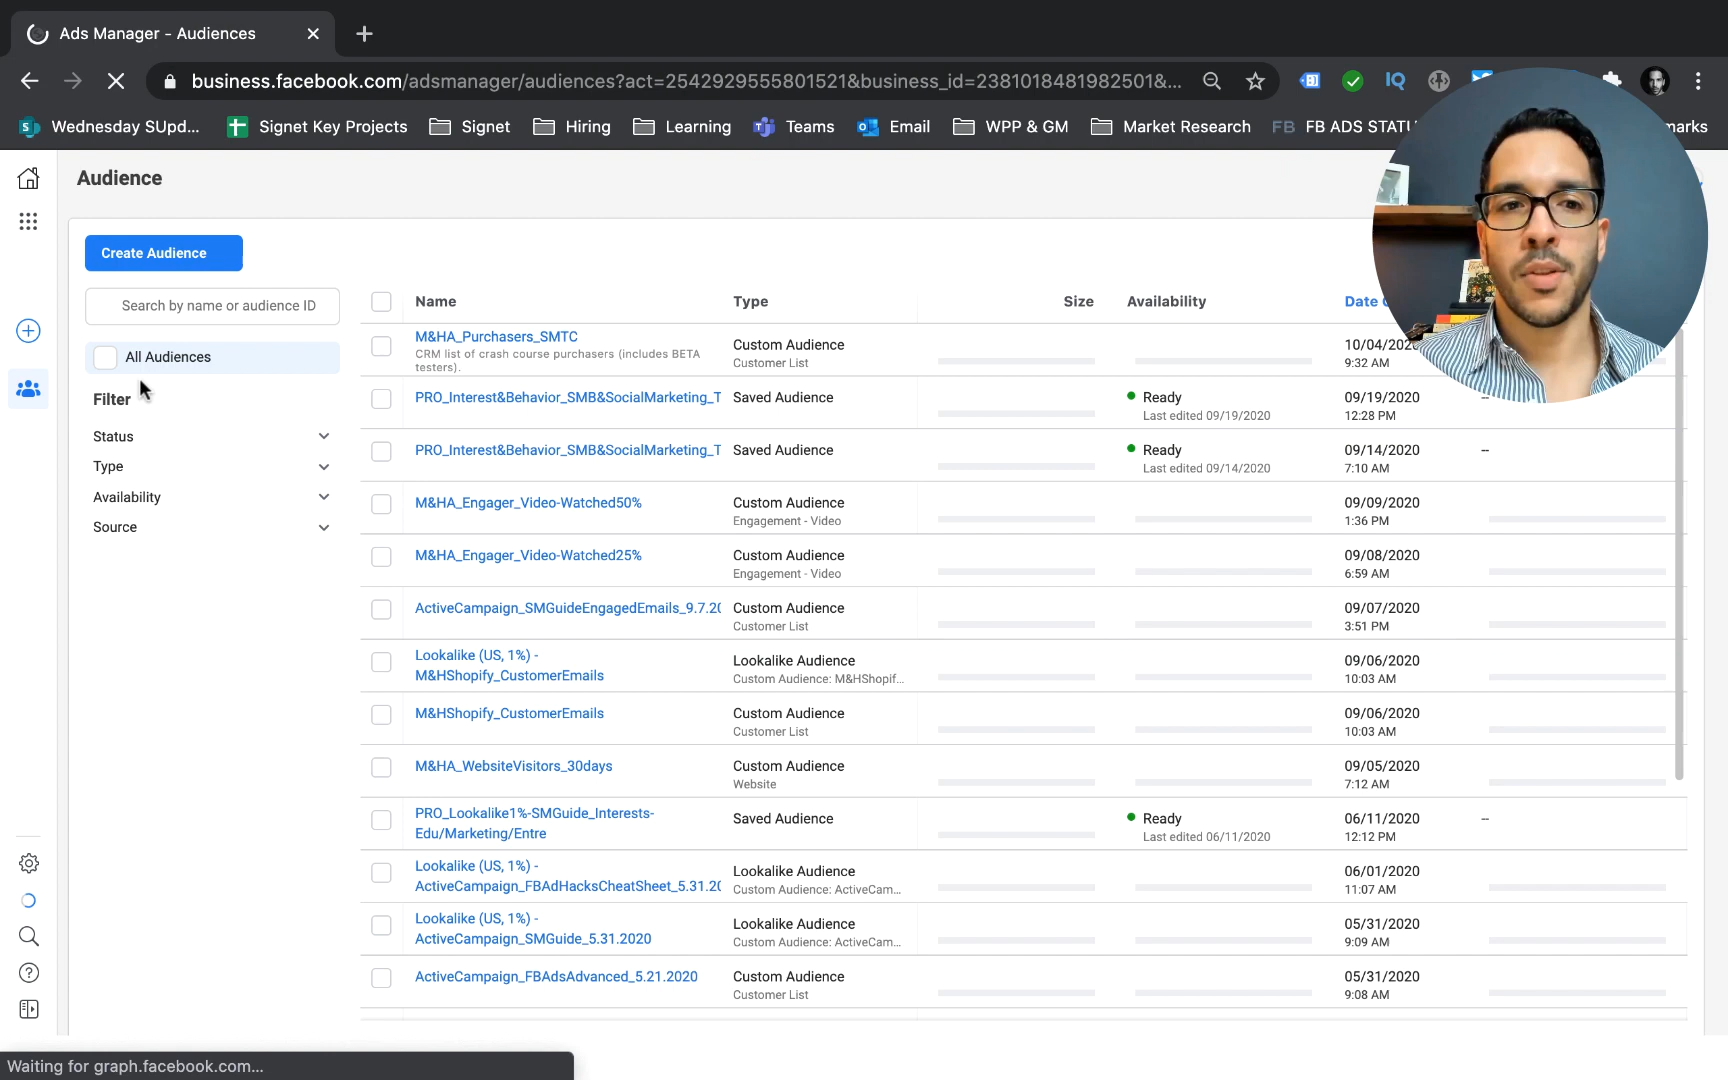 Ads Manager - Audiences
business.facebook.com/adsmanager/audiences?act=2542929555801521&business_id=2381018481982501&...
Wednesday SUpd...
Signet Key Projects
Signet
Hiring
Learning
Teams
Email
WPP & GM
Market Research
FB FB ADS STATU
Audience
Create Audience
Search by name or audience ID
All Audiences
Filter
Status
Type
Availability
Source
Name Type Size Availability Date
M&HA_Purchasers_SMTC
CRM list of crash course purchasers (includes BETA
testers).
Custom Audience
Customer List
10/04/2020
9:32 AM
PRO_Interest&Behavior_SMB&SocialMarketing_T
Saved Audience
Ready
Last edited 09/19/2020
09/19/2020
12:28 PM
--
PRO_Interest&Behavior_SMB&SocialMarketing_T
Saved Audience
Ready
Last edited 09/14/2020
09/14/2020
7:10 AM
--
M&HA_Engager_Video-Watched50%
Custom Audience
Engagement - Video
09/09/2020
1:36 PM
M&HA_Engager_Video-Watched25%
Custom Audience
Engagement - Video
09/08/2020
6:59 AM
ActiveCampaign_SMGuideEngagedEmails_9.7.20
Custom Audience
Customer List
09/07/2020
3:51 PM
Lookalike (US, 1%) -
M&HShopify_CustomerEmails
Lookalike Audience
Custom Audience: M&HShopif...
09/06/2020
10:03 AM
M&HShopify_CustomerEmails
Custom Audience
Customer List
09/06/2020
10:03 AM
M&HA_WebsiteVisitors_30days
Custom Audience
Website
09/05/2020
7:12 AM
PRO_Lookalike1%-SMGuide_Interests-
Edu/Marketing/Entre
Saved Audience
Ready
Last edited 06/11/2020
06/11/2020
12:12 PM
--
Lookalike (US, 1%) -
ActiveCampaign_FBAdHacksCheatSheet_5.31.20
Lookalike Audience
Custom Audience: ActiveCam...
06/01/2020
11:07 AM
Lookalike (US, 1%) -
ActiveCampaign_SMGuide_5.31.2020
Lookalike Audience
Custom Audience: ActiveCam...
05/31/2020
9:09 AM
ActiveCampaign_FBAdsAdvanced_5.21.2020
Custom Audience
Customer List
05/31/2020
9:08 AM
Waiting for graph.facebook.com...